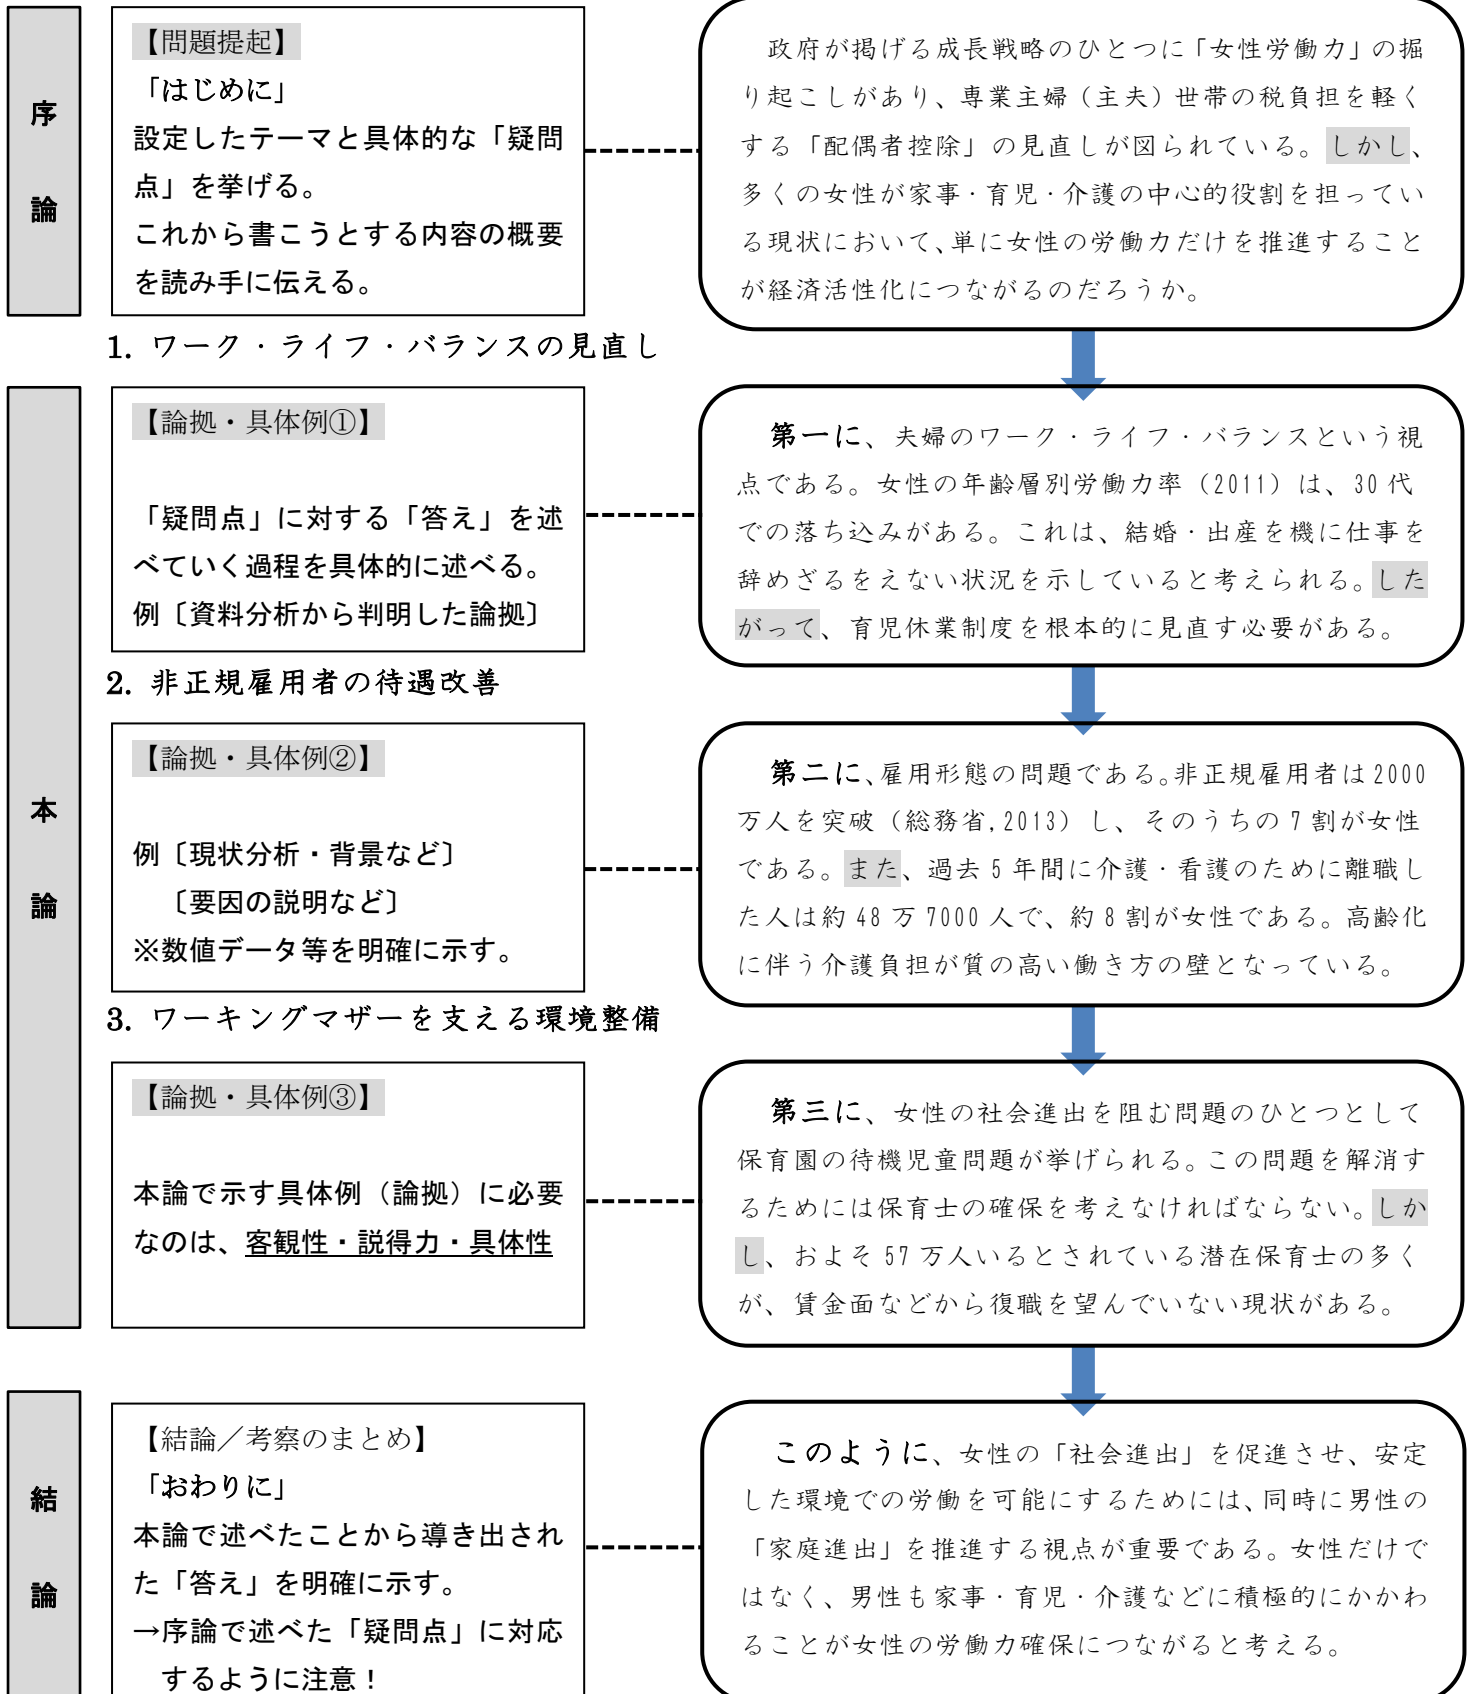 序
論
【問題提起】
「はじめに」
設定したテーマと具体的な「疑問
点」を挙げる。
これから書こうとする内容の概要
を読み手に伝える。
政府が掲げる成長戦略のひとつに「女性労働力」の掘
り起こしがあり、専業主婦（主夫）世帯の税負担を軽く
する「配偶者控除」の見直しが図られている。しかし、
多くの女性が家事・育児・介護の中心的役割を担ってい
る現状において、単に女性の労働力だけを推進すること
が経済活性化につながるのだろうか。
1. ワーク・ライフ・バランスの見直し
本
論
【論拠・具体例①】
「疑問点」に対する「答え」を述
べていく過程を具体的に述べる。
例〔資料分析から判明した論拠〕
第一に、夫婦のワーク・ライフ・バランスという視
点である。女性の年齢層別労働力率（2011）は、30代
での落ち込みがある。これは、結婚・出産を機に仕事を
辞めざるをえない状況を示していると考えられる。した
がって、育児休業制度を根本的に見直す必要がある。
2. 非正規雇用者の待遇改善
【論拠・具体例②】
例〔現状分析・背景など〕
〔要因の説明など〕
※数値データ等を明確に示す。
第二に、雇用形態の問題である。非正規雇用者は2000
万人を突破（総務省,2013）し、そのうちの7割が女性
である。また、過去5年間に介護・看護のために離職し
た人は約48万7000人で、約8割が女性である。高齢化
に伴う介護負担が質の高い働き方の壁となっている。
3. ワーキングマザーを支える環境整備
【論拠・具体例③】
本論で示す具体例（論拠）に必要
なのは、客観性・説得力・具体性
第三に、女性の社会進出を阻む問題のひとつとして
保育園の待機児童問題が挙げられる。この問題を解消す
るためには保育士の確保を考えなければならない。しか
し、およそ57万人いるとされている潜在保育士の多く
が、賃金面などから復職を望んでいない現状がある。
結
論
【結論／考察のまとめ】
「おわりに」
本論で述べたことから導き出され
た「答え」を明確に示す。
→序論で述べた「疑問点」に対応
するように注意！
このように、女性の「社会進出」を促進させ、安定
した環境での労働を可能にするためには、同時に男性の
「家庭進出」を推進する視点が重要である。女性だけで
はなく、男性も家事・育児・介護などに積極的にかかわ
ることが女性の労働力確保につながると考える。